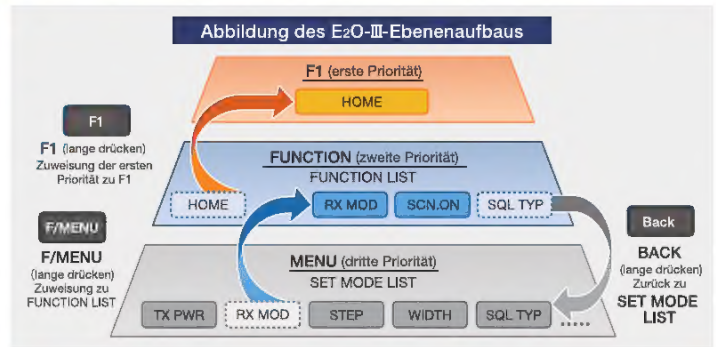 Abbildung des E2O-III-Ebenenaufbaus
F1 (erste Priorität)
HOME
F1
F1 (lange drücken)
Zuweisung der ersten
Priorität zu F1
FUNCTION (zweite Priorität)
FUNCTION LIST
HOME
RX MOD
SCN.ON
SQL TYP
F/MENU
F/MENU
(lange drücken)
Zuweisung zu
FUNCTION LIST
Back
BACK
(lange drücken)
Zurück zu
SET MODE
LIST
MENU (dritte Priorität)
SET MODE LIST
TX PWR
RX MOD
STEP
WIDTH
SQL TYP
.....